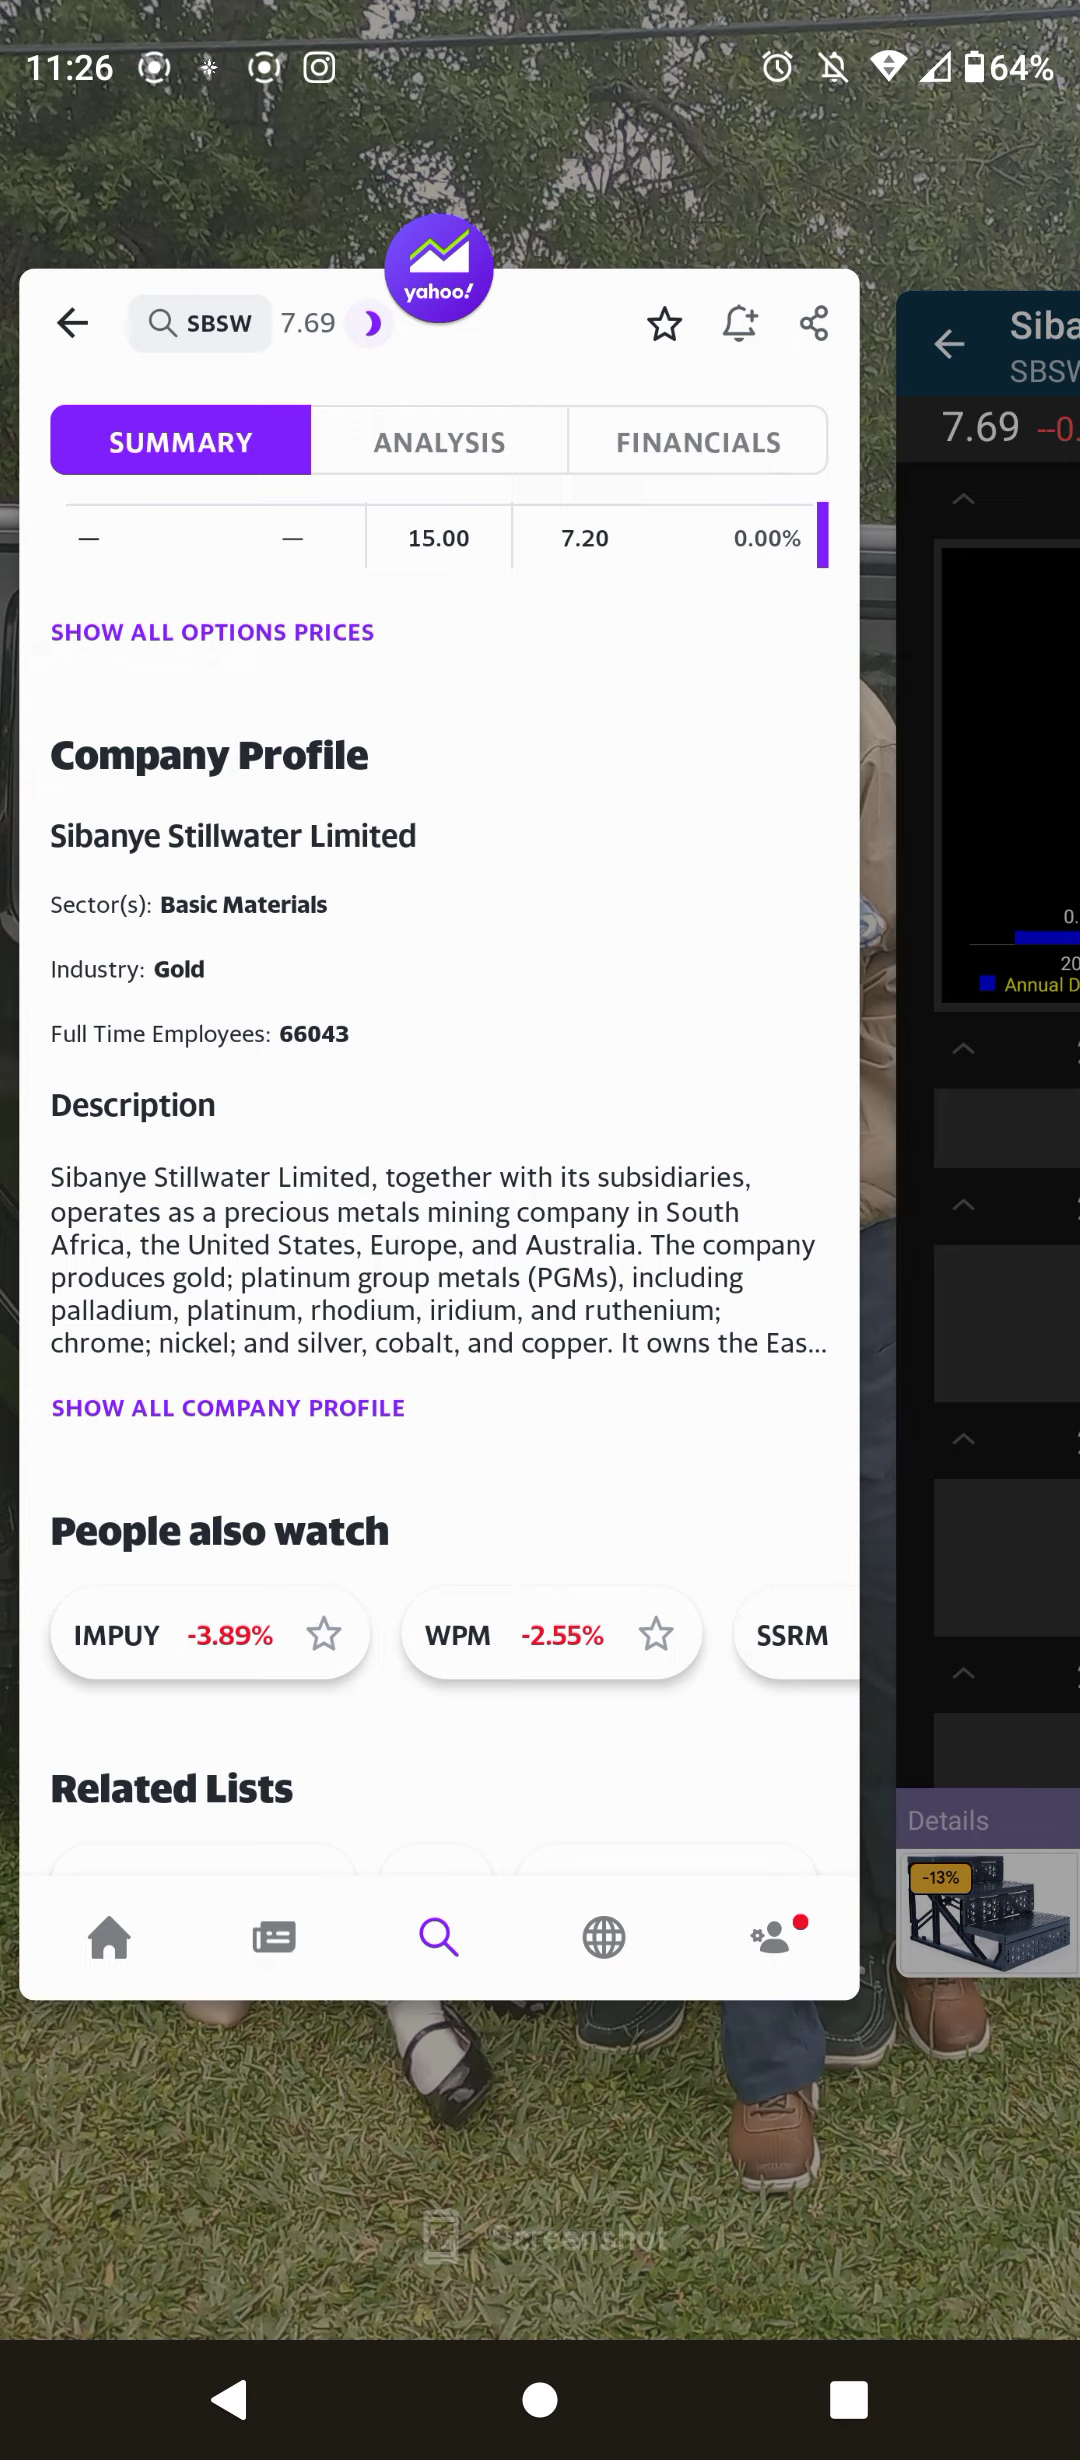 11:26
64%
yahoo!
SBSW 7.69
SUMMARY ANALYSIS FINANCIALS
— — 15.00 7.20 0.00%
SHOW ALL OPTIONS PRICES
Company Profile
Sibanye Stillwater Limited
Sector(s): Basic Materials
Industry: Gold
Full Time Employees: 66043
Description
Sibanye Stillwater Limited, together with its subsidiaries,
operates as a precious metals mining company in South
Africa, the United States, Europe, and Australia. The company
produces gold; platinum group metals (PGMs), including
palladium, platinum, rhodium, iridium, and ruthenium;
chrome; nickel; and silver, cobalt, and copper. It owns the Eas...
SHOW ALL COMPANY PROFILE
People also watch
IMPUY -3.89% WPM -2.55% SSRM
Related Lists
Siba
SBSW
7.69 --0.
0.
20
Annual D
Details
-13%
Screenshot